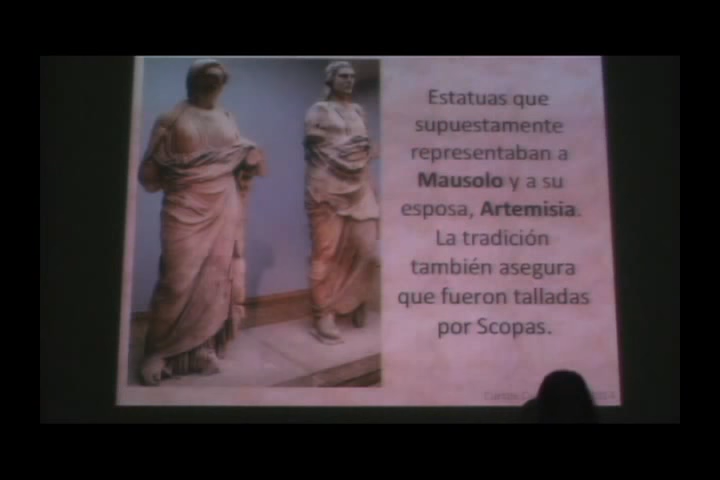 Estatuas que
supuestamente
representaban a
Mausolo y a su
esposa, Artemisia.
La tradición
también asegura
que fueron talladas
por Scopas.